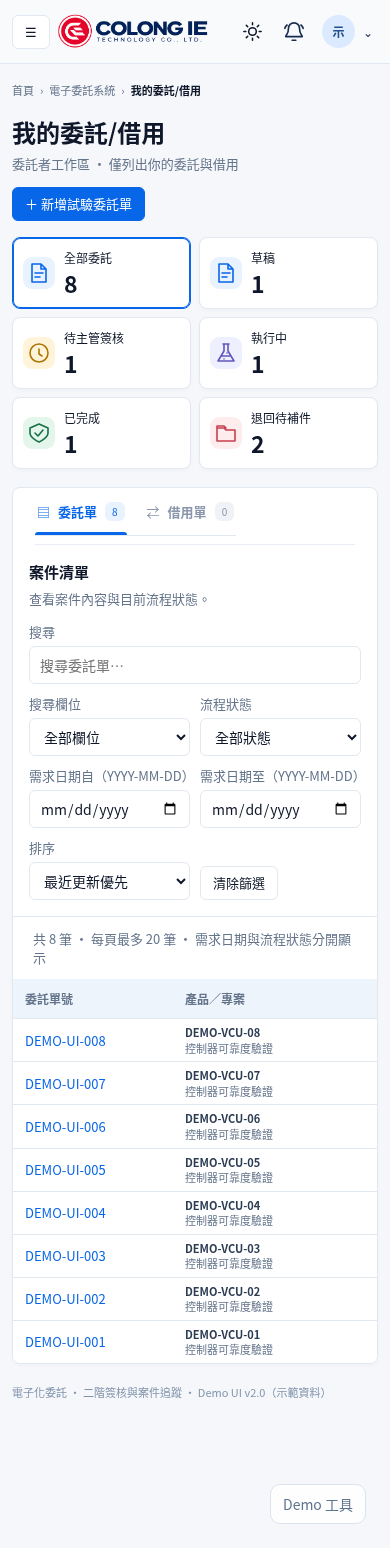 ☰
COLONG IE
TECHNOLOGY CO., LTD.
示
首頁 › 電子委託系統 › 我的委託/借用
我的委託/借用
委託者工作區 · 僅列出你的委託與借用
＋ 新增試驗委託單
全部委託
8
草稿
1
待主管簽核
1
執行中
1
已完成
1
退回待補件
2
委託單 8
借用單 0
案件清單
查看案件內容與目前流程狀態。
搜尋
搜尋委託單…
搜尋欄位
流程狀態
全部欄位
全部狀態
需求日期自（YYYY-MM-DD）
需求日期至（YYYY-MM-DD）
mm/dd/yyyy
mm/dd/yyyy
排序
最近更新優先
清除篩選
共 8 筆 · 每頁最多 20 筆 · 需求日期與流程狀態分開顯
示
委託單號
產品／專案
DEMO-UI-008
DEMO-VCU-08
控制器可靠度驗證
DEMO-UI-007
DEMO-VCU-07
控制器可靠度驗證
DEMO-UI-006
DEMO-VCU-06
控制器可靠度驗證
DEMO-UI-005
DEMO-VCU-05
控制器可靠度驗證
DEMO-UI-004
DEMO-VCU-04
控制器可靠度驗證
DEMO-UI-003
DEMO-VCU-03
控制器可靠度驗證
DEMO-UI-002
DEMO-VCU-02
控制器可靠度驗證
DEMO-UI-001
DEMO-VCU-01
控制器可靠度驗證
電子化委託 · 二階簽核與案件追蹤 · Demo UI v2.0（示範資料）
Demo 工具